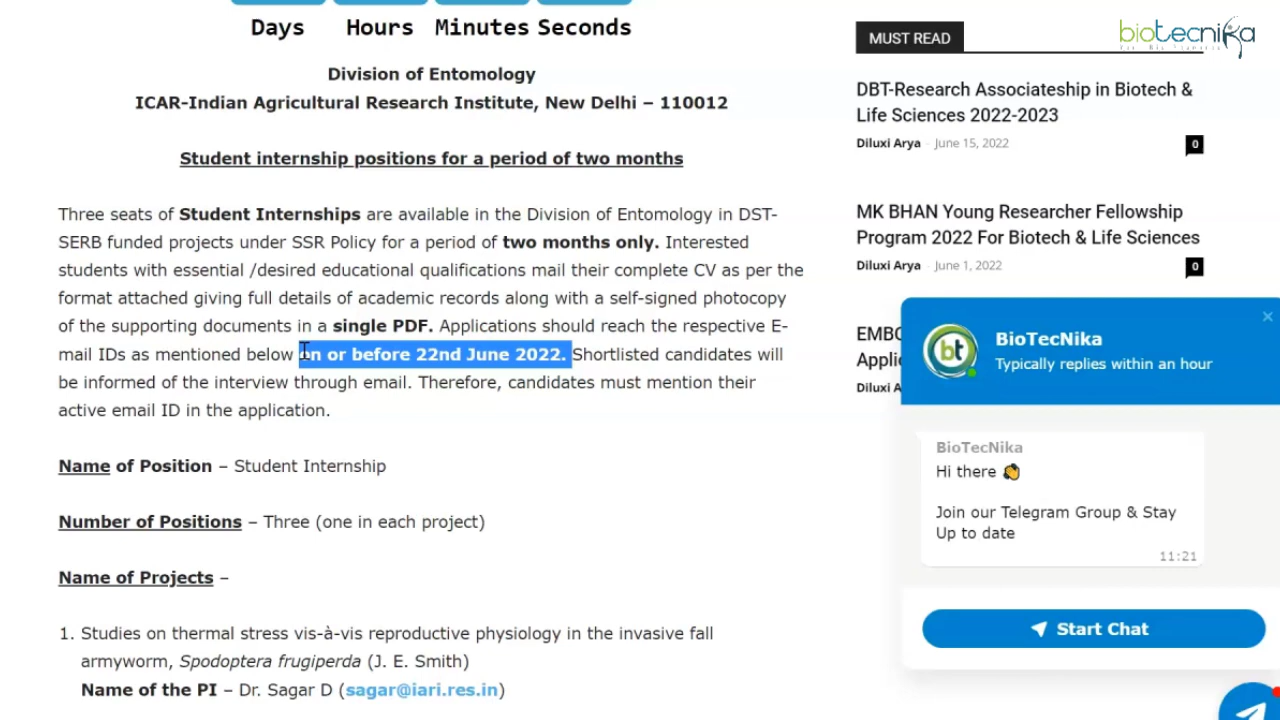 Days Hours Minutes Seconds
Division of Entomology
ICAR-Indian Agricultural Research Institute, New Delhi – 110012
Student internship positions for a period of two months
Three seats of Student Internships are available in the Division of Entomology in DST-
SERB funded projects under SSR Policy for a period of two months only. Interested
students with essential /desired educational qualifications mail their complete CV as per the
format attached giving full details of academic records along with a self-signed photocopy
of the supporting documents in a single PDF. Applications should reach the respective E-
mail IDs as mentioned below on or before 22nd June 2022. Shortlisted candidates will
be informed of the interview through email. Therefore, candidates must mention their
active email ID in the application.
Name of Position – Student Internship
Number of Positions – Three (one in each project)
Name of Projects –
1. Studies on thermal stress vis-à-vis reproductive physiology in the invasive fall
armyworm, Spodoptera frugiperda (J. E. Smith)
Name of the PI – Dr. Sagar D (sagar@iari.res.in)
MUST READ
biotecnika
DBT-Research Associateship in Biotech &
Life Sciences 2022-2023
Diluxi Arya - June 15, 2022
0
MK BHAN Young Researcher Fellowship
Program 2022 For Biotech & Life Sciences
Diluxi Arya - June 1, 2022
0
Diluxi
bt
BioTecNika
Typically replies within an hour
BioTecNika
Hi there
Join our Telegram Group & Stay
Up to date
11:21
Start Chat